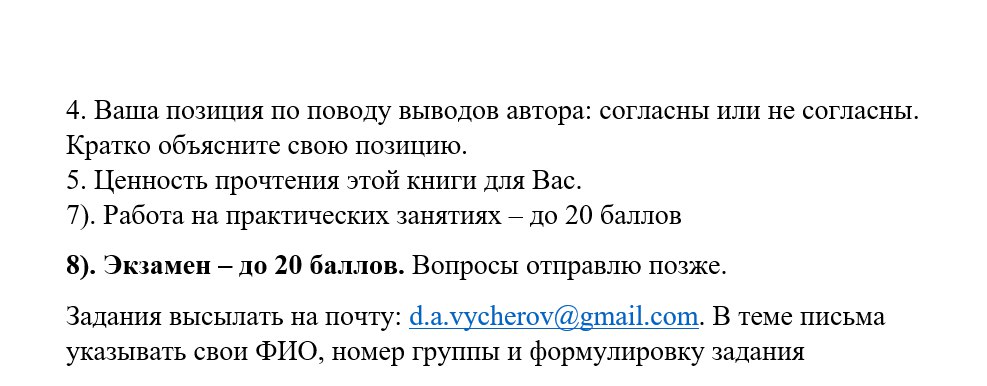 4. Ваша позиция по поводу выводов автора: согласны или не согласны.
Кратко объясните свою позицию.
5. Ценность прочтения этой книги для Вас.
7). Работа на практических занятиях – до 20 баллов
8). Экзамен – до 20 баллов. Вопросы отправлю позже.
Задания высылать на почту: d.a.vycherov@gmail.com. В теме письма
указывать свои ФИО, номер группы и формулировку задания